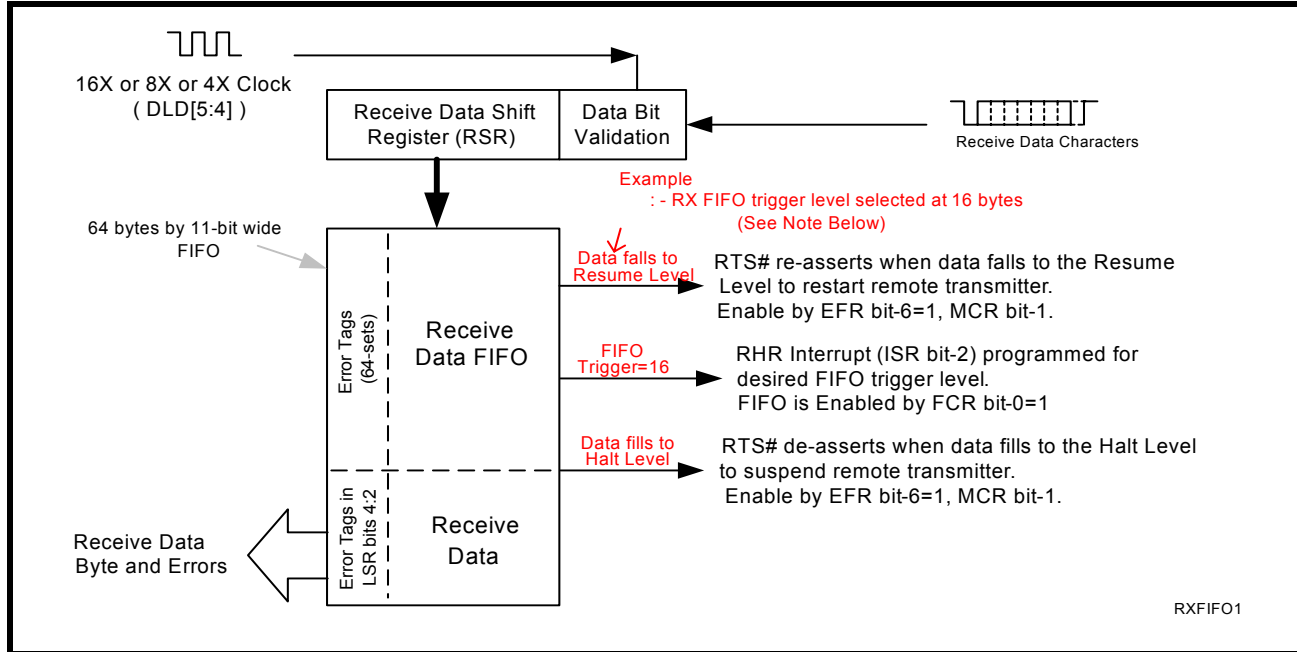 16X or 8X or 4X Clock
( DLD[5:4] )
Receive Data Shift
Register (RSR)
Data Bit
Validation
Receive Data Characters
Example
: - RX FIFO trigger level selected at 16 bytes
(See Note Below)
64 bytes by 11-bit wide
FIFO
Data falls to
Resume Level
RTS# re-asserts when data falls to the Resume
Level to restart remote transmitter.
Enable by EFR bit-6=1, MCR bit-1.
Error Tags
(64-sets)
Receive
Data FIFO
FIFO
Trigger=16
RHR Interrupt (ISR bit-2) programmed for
desired FIFO trigger level.
FIFO is Enabled by FCR bit-0=1
Data fills to
Halt Level
RTS# de-asserts when data fills to the Halt Level
to suspend remote transmitter.
Enable by EFR bit-6=1, MCR bit-1.
Error Tags in
LSR bits 4:2
Receive
Data
Receive Data
Byte and Errors
RXFIFO1